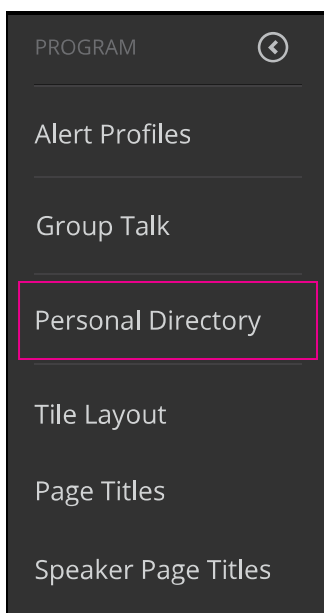 PROGRAM
Alert Profiles
Group Talk
Personal Directory
Tile Layout
Page Titles
Speaker Page Titles